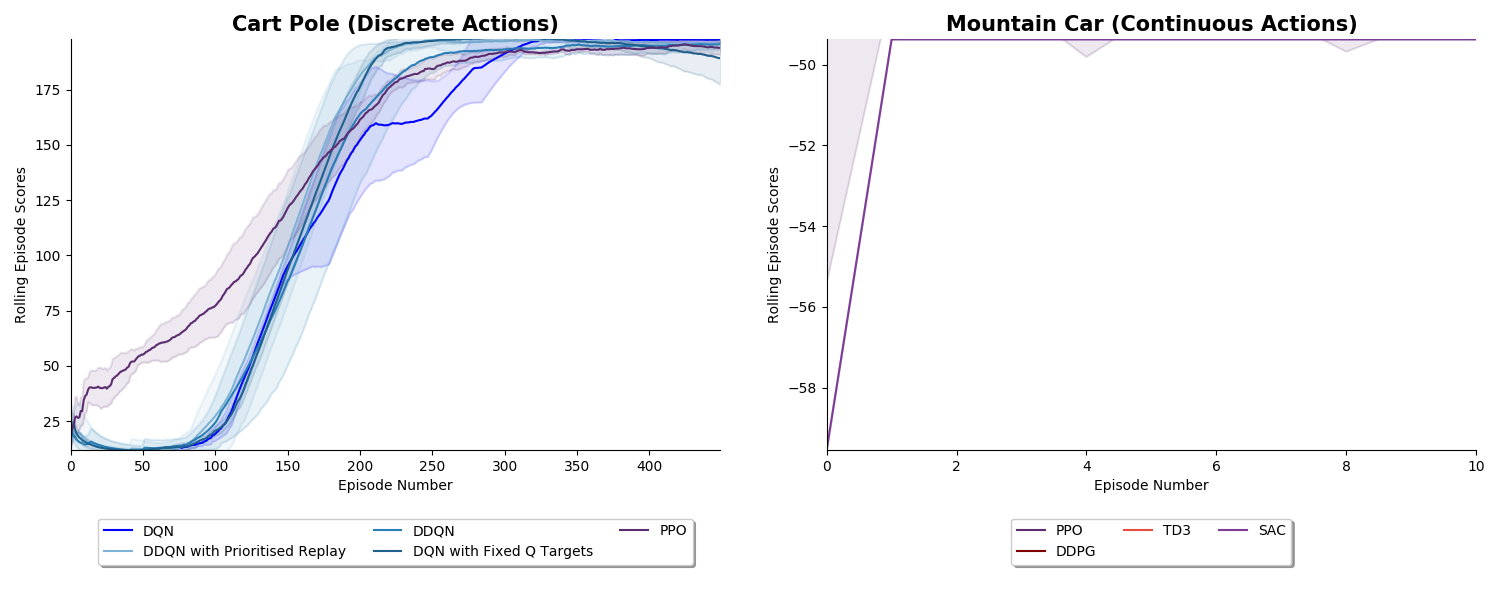 Cart Pole (Discrete Actions)
Rolling Episode Scores
175
150
125
100
75
50
25
0 50 100 150 200 250 300 350 400
Episode Number
DQN DDQN PPO
DDQN with Prioritised Replay DQN with Fixed Q Targets
Mountain Car (Continuous Actions)
Rolling Episode Scores
−50
−52
−54
−56
−58
0 2 4 6 8 10
Episode Number
PPO TD3 SAC
DDPG